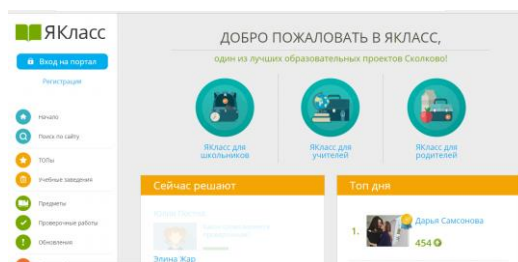 ЯКласс
Вход на портал
Регистрация
Начало
Поиск по сайту
ТОПы
Учебные заведения
Предметы
Проверочные работы
Обновления
ДОБРО ПОЖАЛОВАТЬ В ЯКЛАСС,
один из лучших образовательных проектов Сколково!
ЯКласс для
школьников
ЯКласс для
учителей
ЯКласс для
родителей
Сейчас решают
Элина Жар
Топ дня
1.
Дарья Самсонова
454